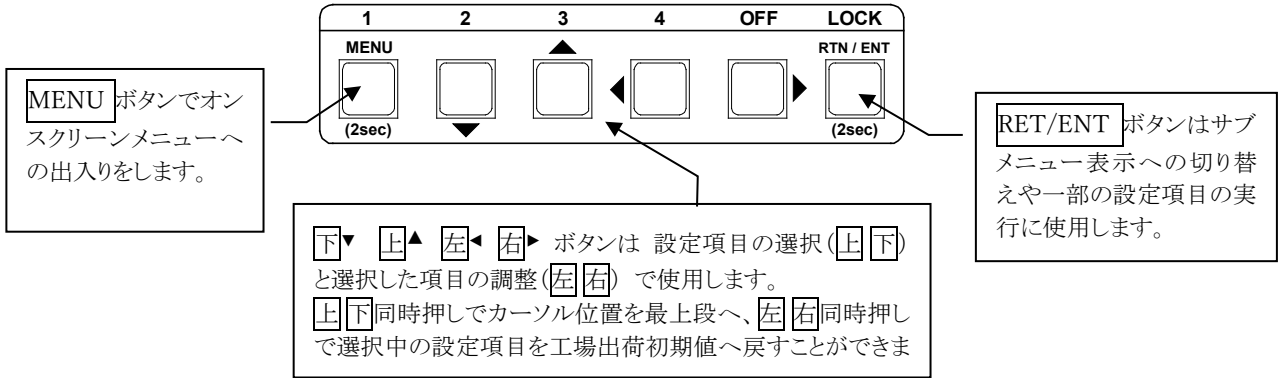 1 2 3 4 OFF LOCK
MENU ▲ RTN / ENT
◀ ▶
(2sec) ▼ (2sec)
MENU ボタンでオン
スクリーンメニューへ
の出入りをします。
RET/ENT ボタンはサブ
メニュー表示への切り替
えや一部の設定項目の実
行に使用します。
下▼ 上▲ 左◀ 右▶ ボタンは 設定項目の選択(上下)
と選択した項目の調整(左右) で使用します。
上下同時押しでカーソル位置を最上段へ、左右同時押し
で選択中の設定項目を工場出荷初期値へ戻すことができま